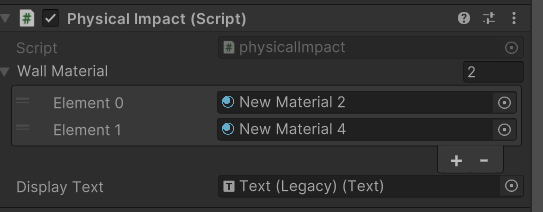 Physical Impact (Script)
Script physicalImpact
Wall Material 2
Element 0 New Material 2
Element 1 New Material 4
+ -
Display Text Text (Legacy) (Text)